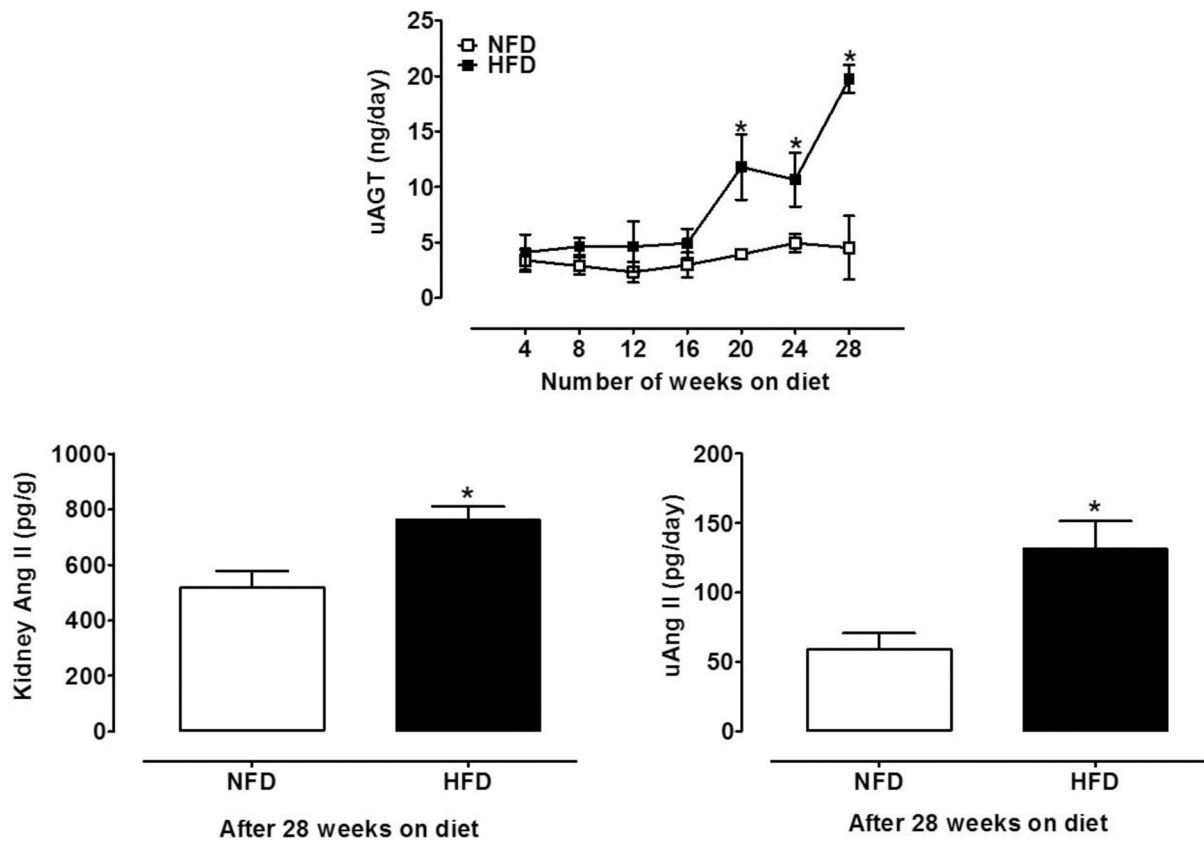 uAGT (ng/day)
25
20
15
10
5
0
NFD
HFD
*
*
*
4 8 12 16 20 24 28
Number of weeks on diet
Kidney Ang II (pg/g)
1000
800
600
400
200
0
*
NFD HFD
After 28 weeks on diet
uAng II (pg/day)
200
150
100
50
0
*
NFD HFD
After 28 weeks on diet